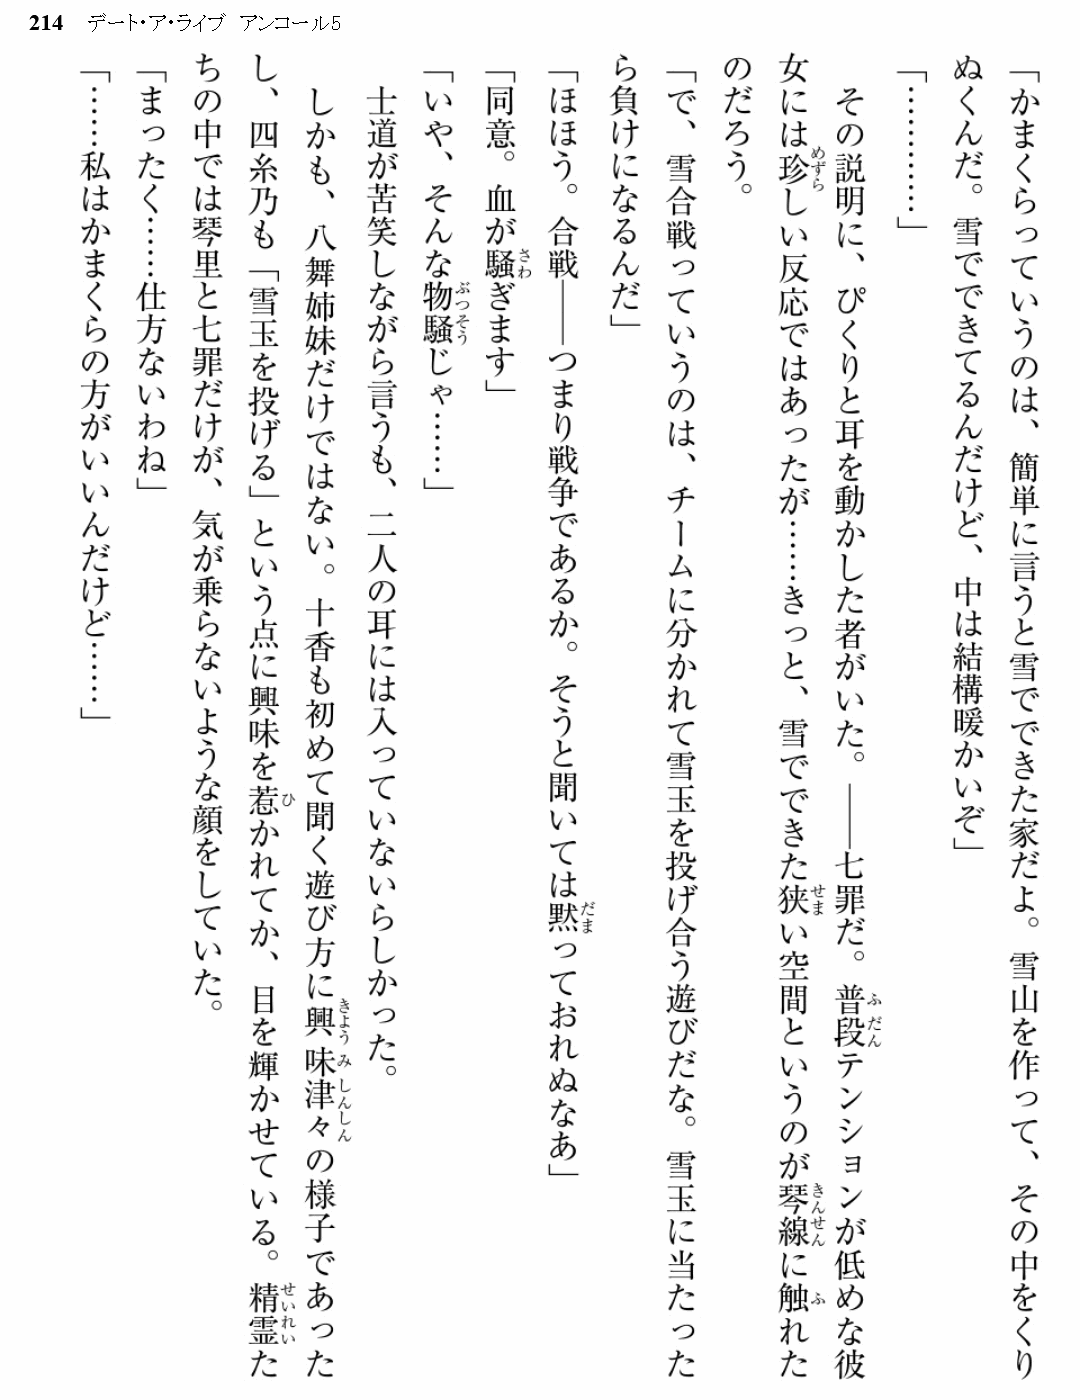 214 デート・ア・ライブ アンコール5
「かまくらっていうのは、簡単に言うと雪でできた家だよ。雪山を作って、その中をくり
ぬくんだ。雪でできてるんだけど、中は結構暖かいぞ」
「…………」
その説明に、ぴくりと耳を動かした者がいた。――七罪だ。普段テンションが低めな彼
女には珍しい反応ではあったが……きっと、雪でできた狭い空間というのが琴線に触れた
のだろう。
「で、雪合戦っていうのは、チームに分かれて雪玉を投げ合う遊びだな。雪玉に当たった
ら負けになるんだ」
「ほほう。合戦――つまり戦争であるか。そうと聞いては黙っておれぬなあ」
「同意。血が騒ぎます」
「いや、そんな物騒じゃ……」
士道が苦笑しながら言うも、二人の耳には入っていないらしかった。
しかも、八舞姉妹だけではない。十香も初めて聞く遊び方に興味津々の様子であった
し、四糸乃も「雪玉を投げる」という点に興味を惹かれてか、目を輝かせている。精霊た
ちの中では琴里と七罪だけが、気が乗らないような顔をしていた。
「まったく……仕方ないわね」
「……私はかまくらの方がいいんだけど……」